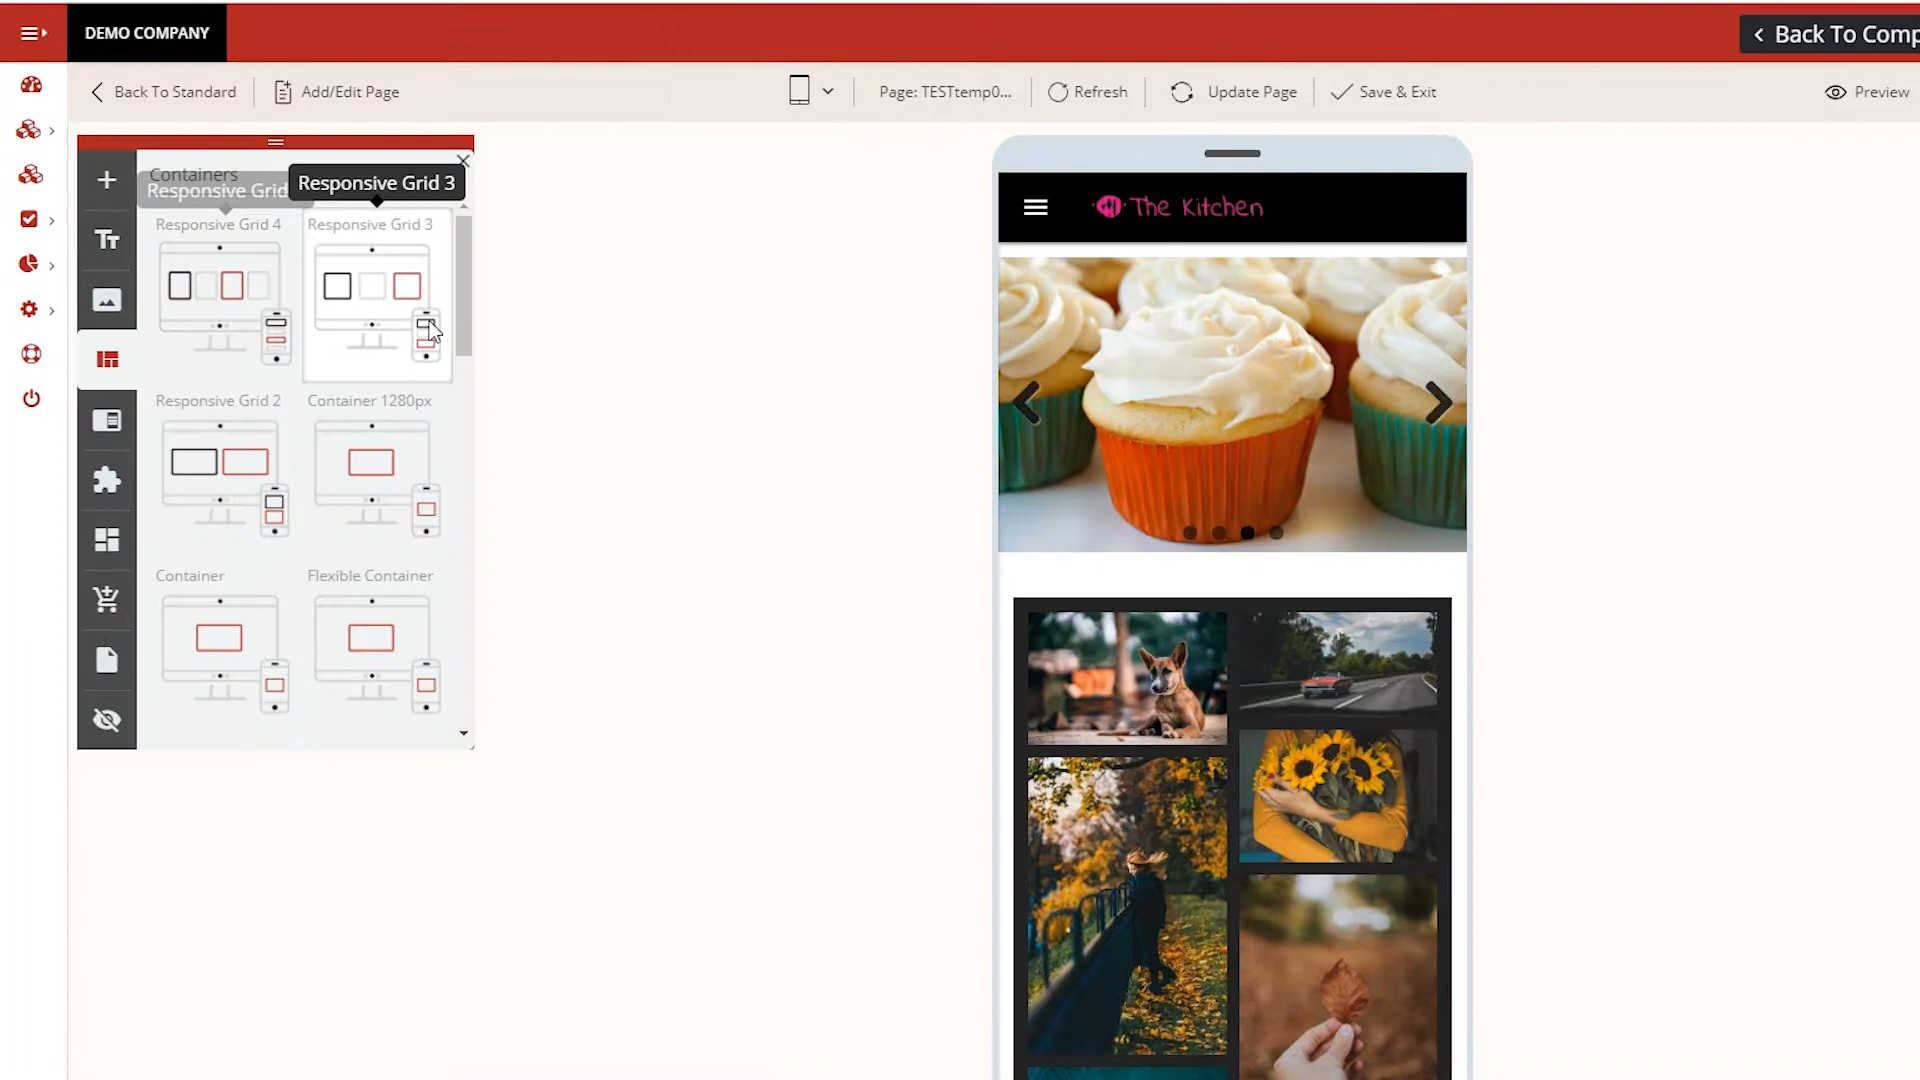 DEMO COMPANY
Back To Comp
Back To Standard
Add/Edit Page
Page: TESTtemp0...
Refresh
Update Page
Save & Exit
Preview
Containers
Responsive Grid
Responsive Grid 3
Responsive Grid 4
Responsive Grid 3
Responsive Grid 2
Container 1280px
Container
Flexible Container
The Kitchen